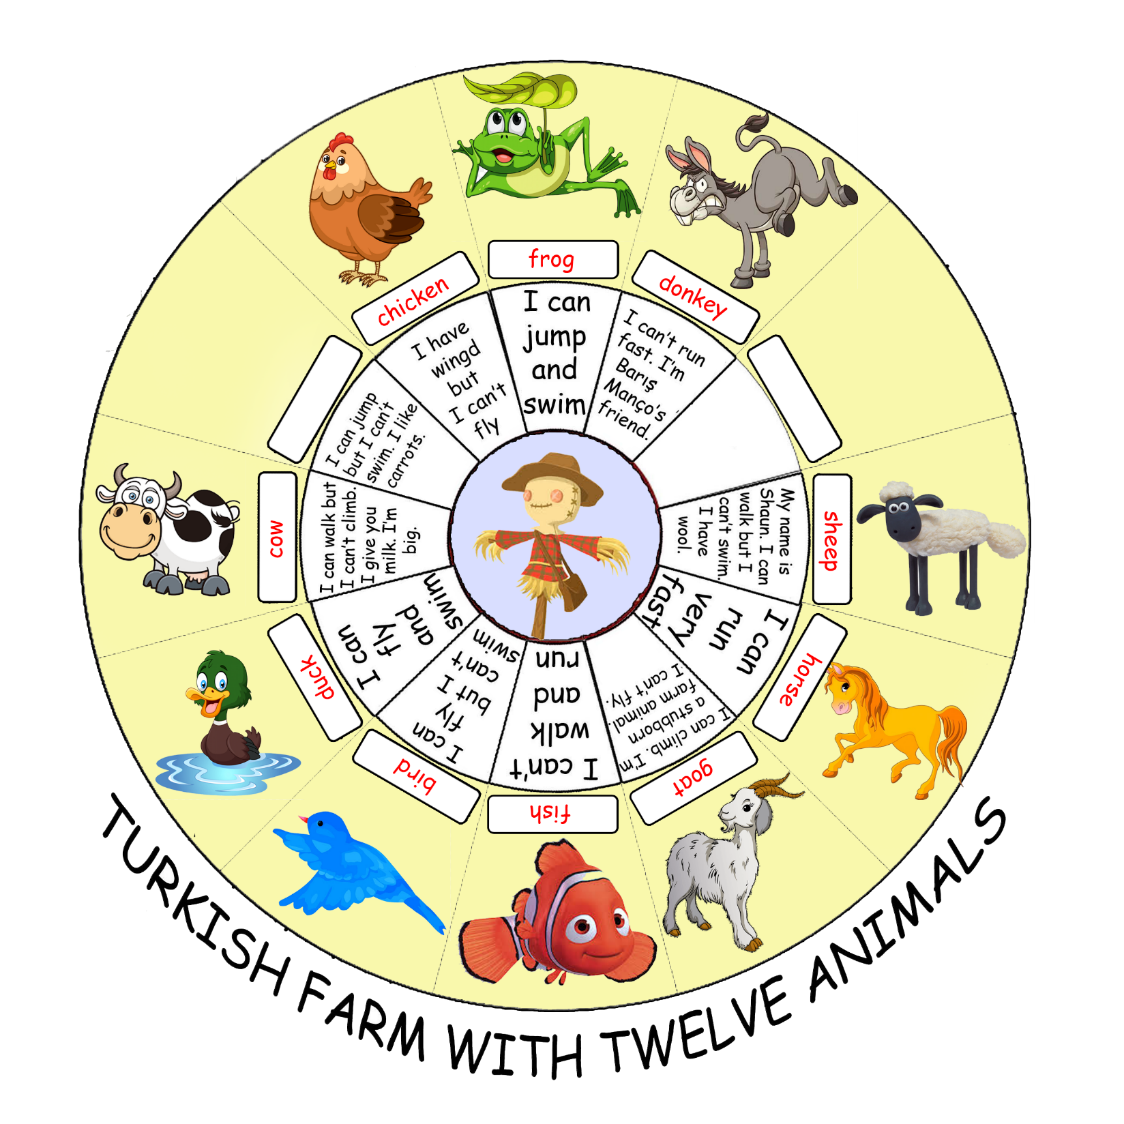 frog
I can
jump
and
swim
donkey
I can't run
fast. I'm
Barış
Manço's
friend.
sheep
My name is
Shaun. I can
walk but I
can't swim.
I have
wool.
horse
I can
run
very
fast
goat
I can climb. I'm
a stubborn
farm animal.
I can't fly.
fish
I can't
walk
and
run
bird
I can
fly
but I
can't
swim
duck
I can
fly
and
swim
cow
I can walk but
I can't climb.
I give you
milk. I'm
big.
I can jump
but I can't
swim. I like
carrots.
chicken
I have
wingd
but
I can't
fly
TURKISH FARM WITH TWELVE ANIMALS